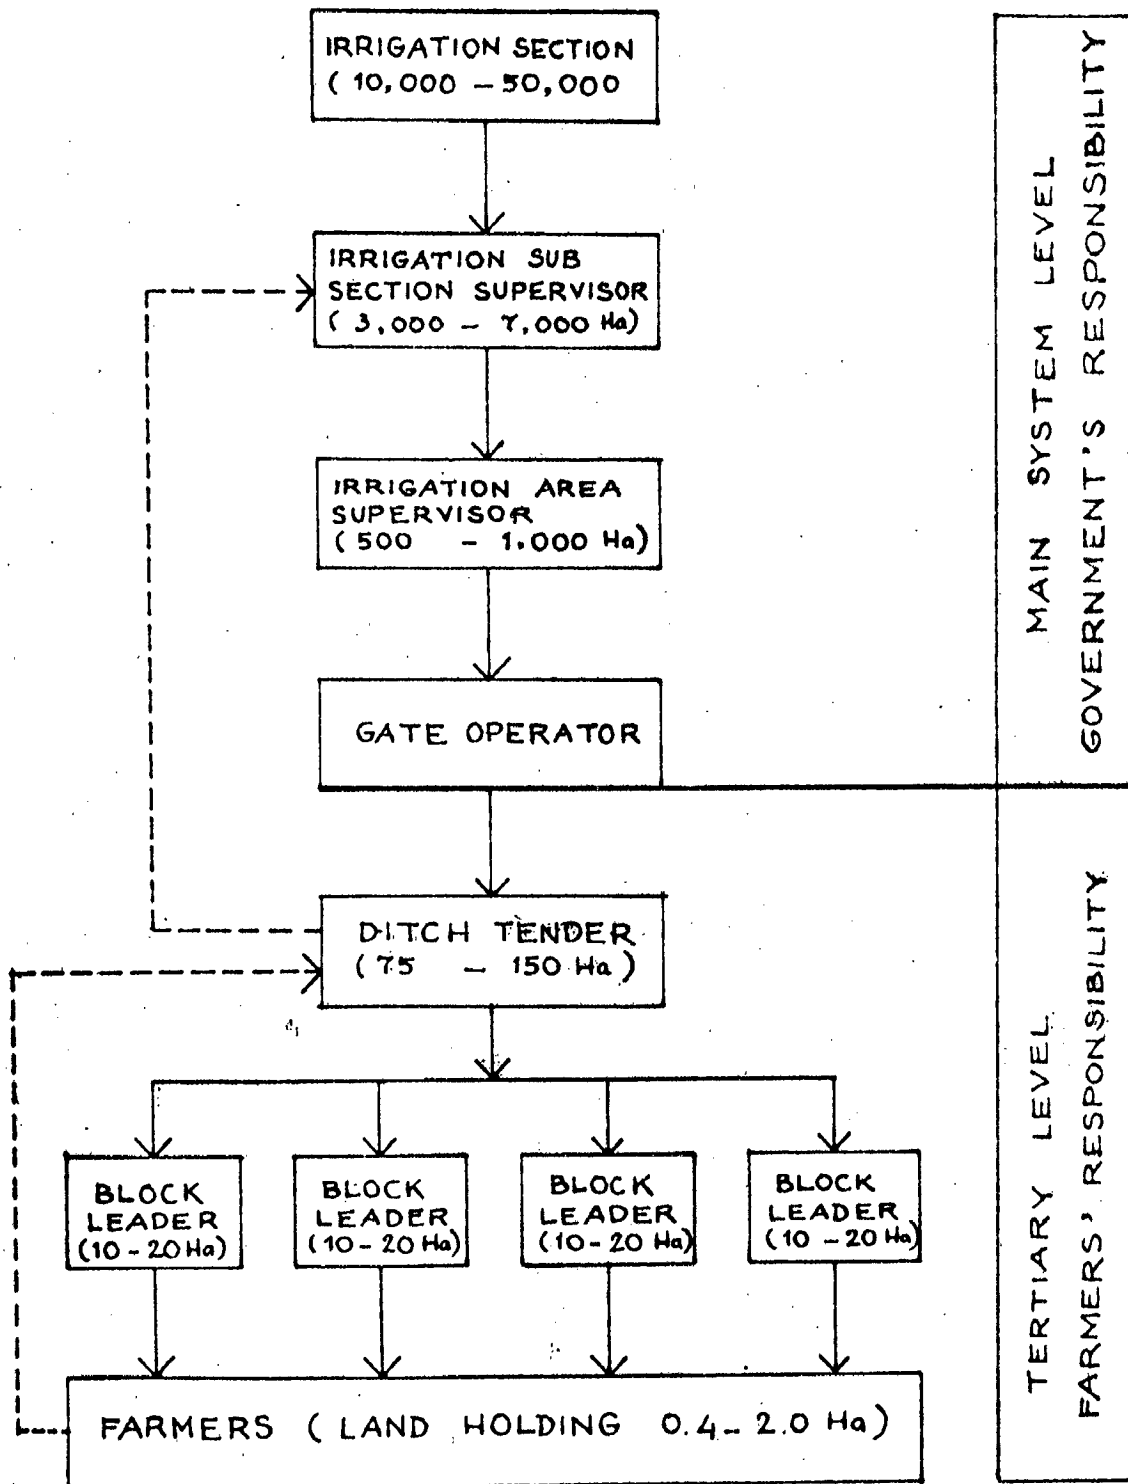 IRRIGATION SECTION
( 10,000 – 50,000
IRRIGATION SUB
SECTION SUPERVISOR
( 3,000 – 7,000 Ha)
IRRIGATION AREA
SUPERVISOR
( 500 – 1.000 Ha)
GATE OPERATOR
MAIN SYSTEM LEVEL
GOVERNMENT'S RESPONSIBILITY
DITCH TENDER
( 75 – 150 Ha )
BLOCK
LEADER
(10 - 20 Ha)
BLOCK
LEADER
(10 - 20 Ha)
BLOCK
LEADER
(10 - 20 Ha)
BLOCK
LEADER
(10 - 20 Ha)
FARMERS ( LAND HOLDING 0.4 - 2.0 Ha )
TERTIARY LEVEL
FARMERS' RESPONSIBILITY